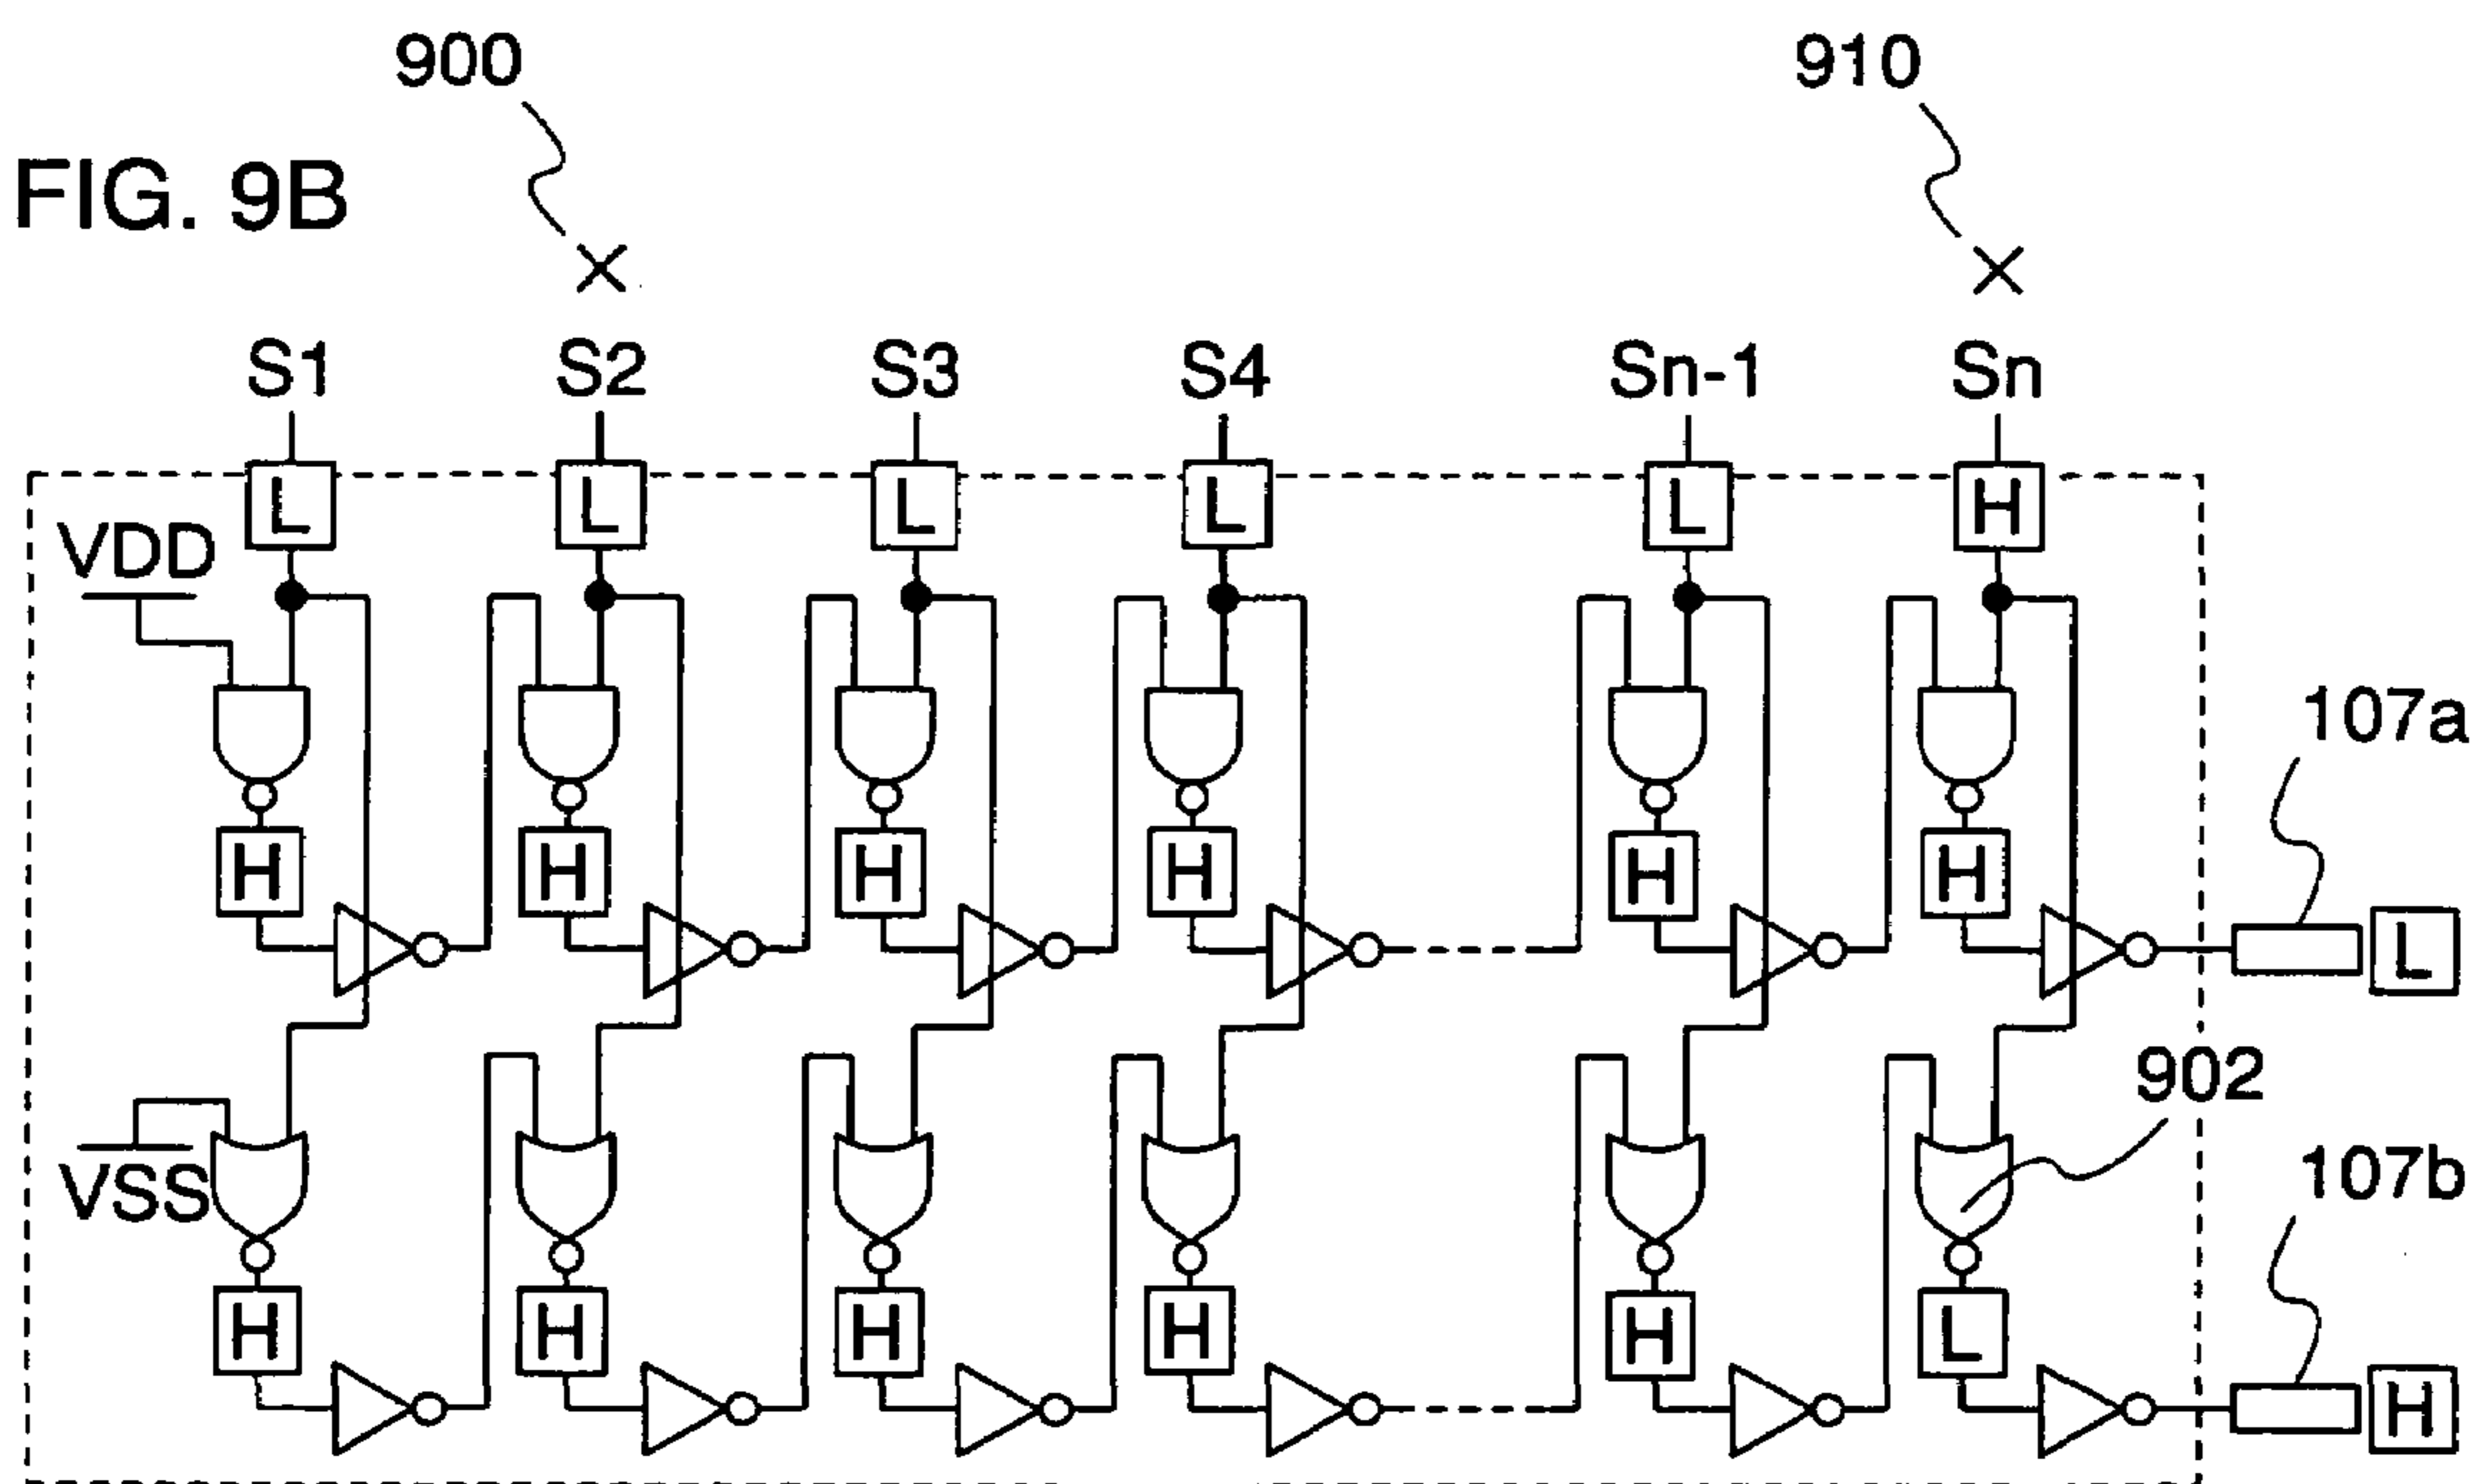 900 910
FIG. 9B
S1 S2 S3 S4 Sn-1 Sn
L L L L L H
VDD
107a
H H H H H H
L
902
107b
VSS
H H H H H L
H